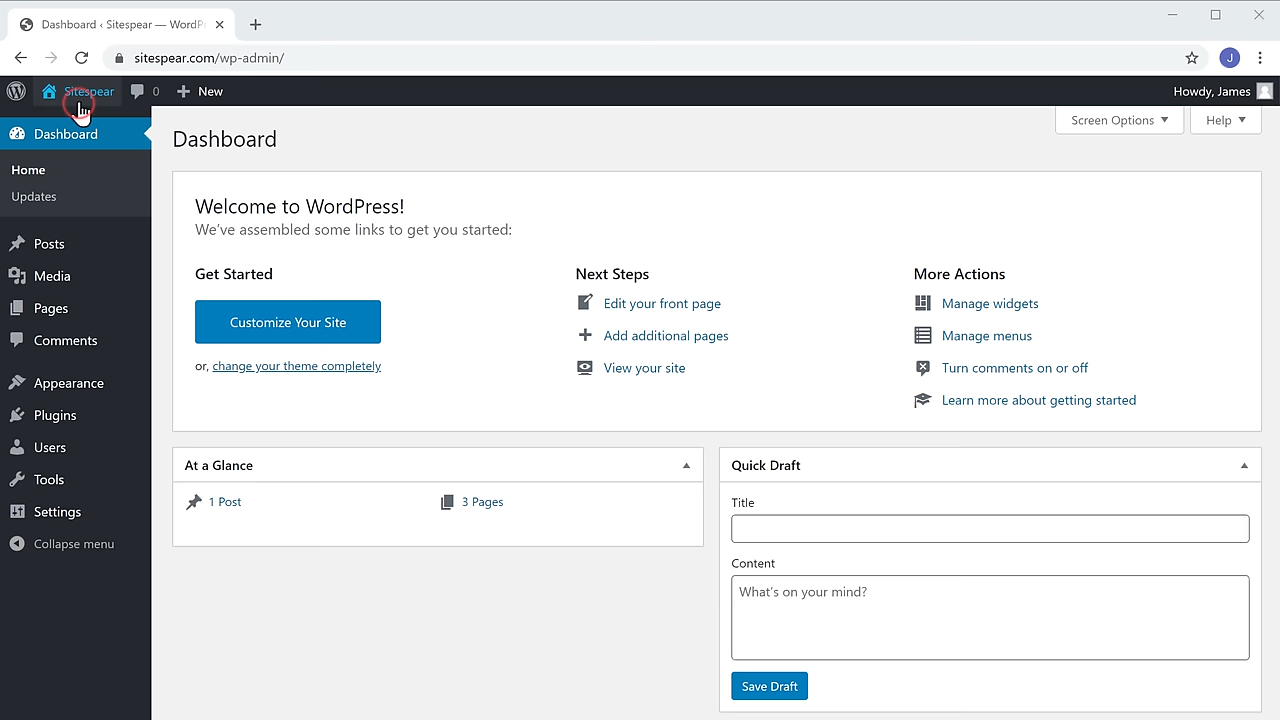 Dashboard ‹ Sitespear — WordP
sitespear.com/wp-admin/
J
Sitespear
0
New
Howdy, James
Screen Options
Help
Dashboard
Home
Updates
Posts
Media
Pages
Comments
Appearance
Plugins
Users
Tools
Settings
Collapse menu
Dashboard
Welcome to WordPress!
We've assembled some links to get you started:
Get Started
Customize Your Site
or, change your theme completely
Next Steps
Edit your front page
Add additional pages
View your site
More Actions
Manage widgets
Manage menus
Turn comments on or off
Learn more about getting started
At a Glance
1 Post
3 Pages
Quick Draft
Title
Content
What's on your mind?
Save Draft